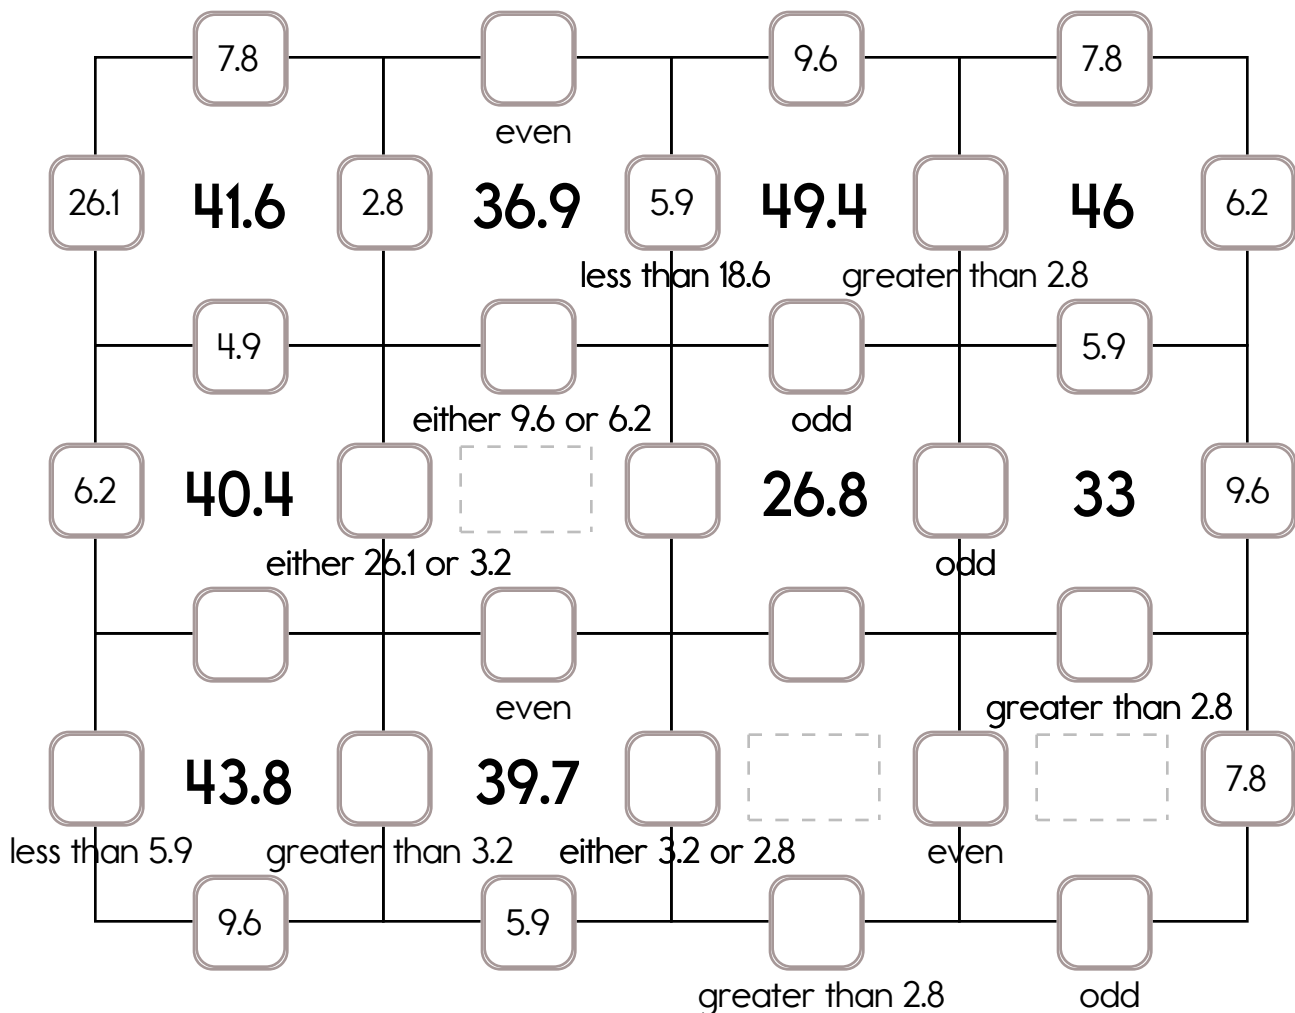 7.8 9.6 7.8
even
26.1 41.6 2.8 36.9 5.9 49.4 46 6.2
less than 18.6 greater than 2.8
4.9 5.9
either 9.6 or 6.2 odd
6.2 40.4 26.8 33 9.6
either 26.1 or 3.2 odd
even greater than 2.8
43.8 39.7 7.8
less than 5.9 greater than 3.2 either 3.2 or 2.8 even
9.6 5.9
greater than 2.8 odd